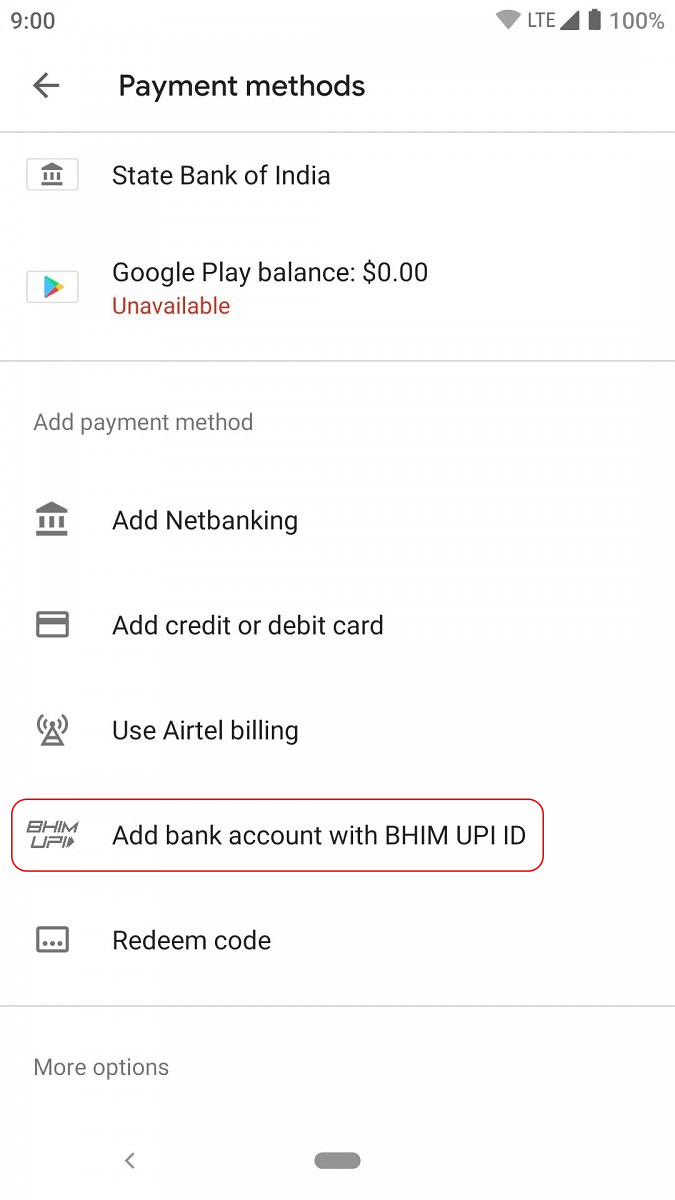 9:00 LTE 100%
Payment methods
State Bank of India
Google Play balance: $0.00
Unavailable
Add payment method
Add Netbanking
Add credit or debit card
Use Airtel billing
BHIM
UPI
Add bank account with BHIM UPI ID
Redeem code
More options